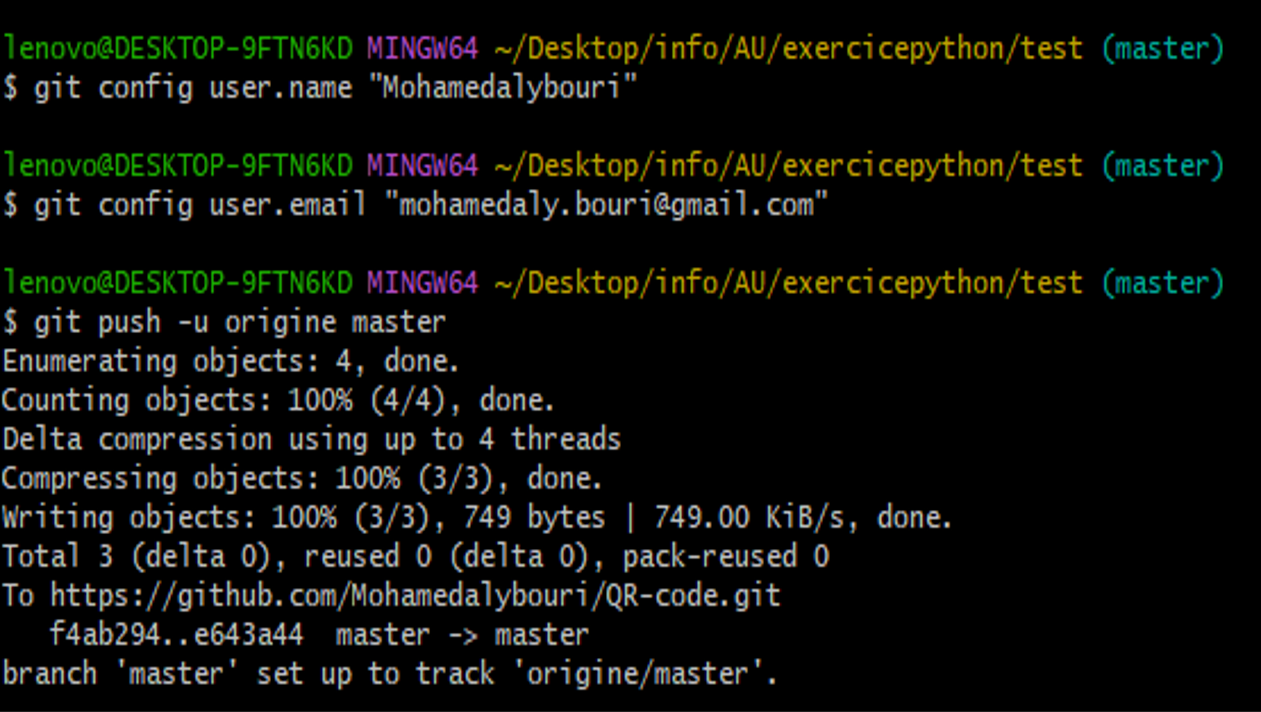 lenovo@DESKTOP-9FTN6KD MINGW64 ~/Desktop/info/AU/exercicepython/test (master)
$ git config user.name "Mohamedalybouri"
lenovo@DESKTOP-9FTN6KD MINGW64 ~/Desktop/info/AU/exercicepython/test (master)
$ git config user.email "mohamedaly.bouri@gmail.com"
lenovo@DESKTOP-9FTN6KD MINGW64 ~/Desktop/info/AU/exercicepython/test (master)
$ git push -u origine master
Enumerating objects: 4, done.
Counting objects: 100% (4/4), done.
Delta compression using up to 4 threads
Compressing objects: 100% (3/3), done.
Writing objects: 100% (3/3), 749 bytes | 749.00 KiB/s, done.
Total 3 (delta 0), reused 0 (delta 0), pack-reused 0
To https://github.com/Mohamedalybouri/QR-code.git
f4ab294..e643a44 master -> master
branch 'master' set up to track 'origine/master'.